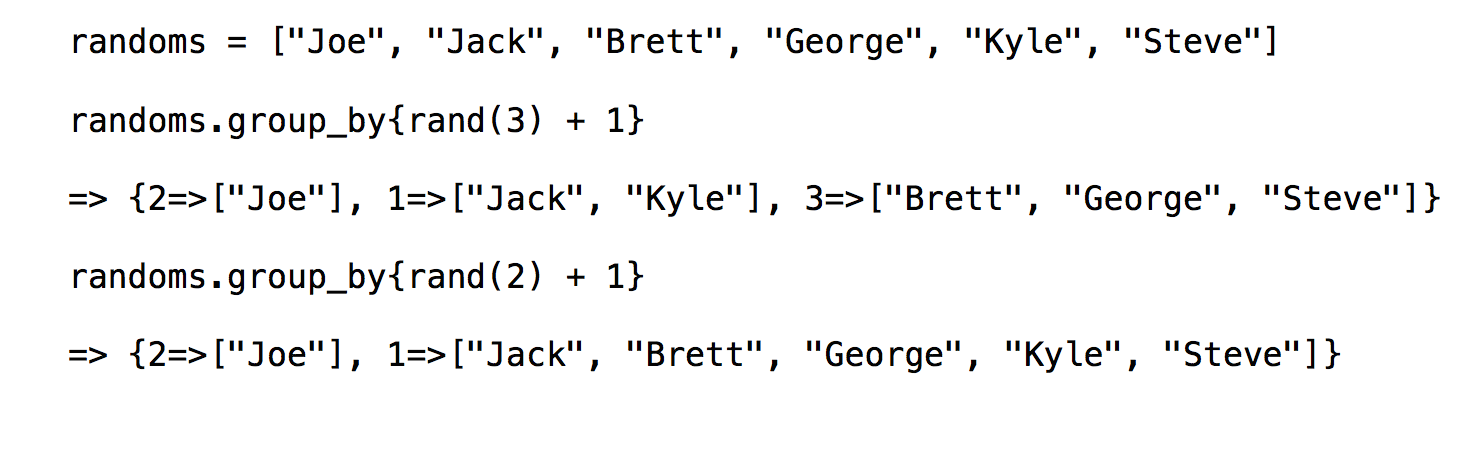 randoms = ["Joe", "Jack", "Brett", "George", "Kyle", "Steve"]
randoms.group_by{rand(3) + 1}
=> {2=>["Joe"], 1=>["Jack", "Kyle"], 3=>["Brett", "George", "Steve"]}
randoms.group_by{rand(2) + 1}
=> {2=>["Joe"], 1=>["Jack", "Brett", "George", "Kyle", "Steve"]}